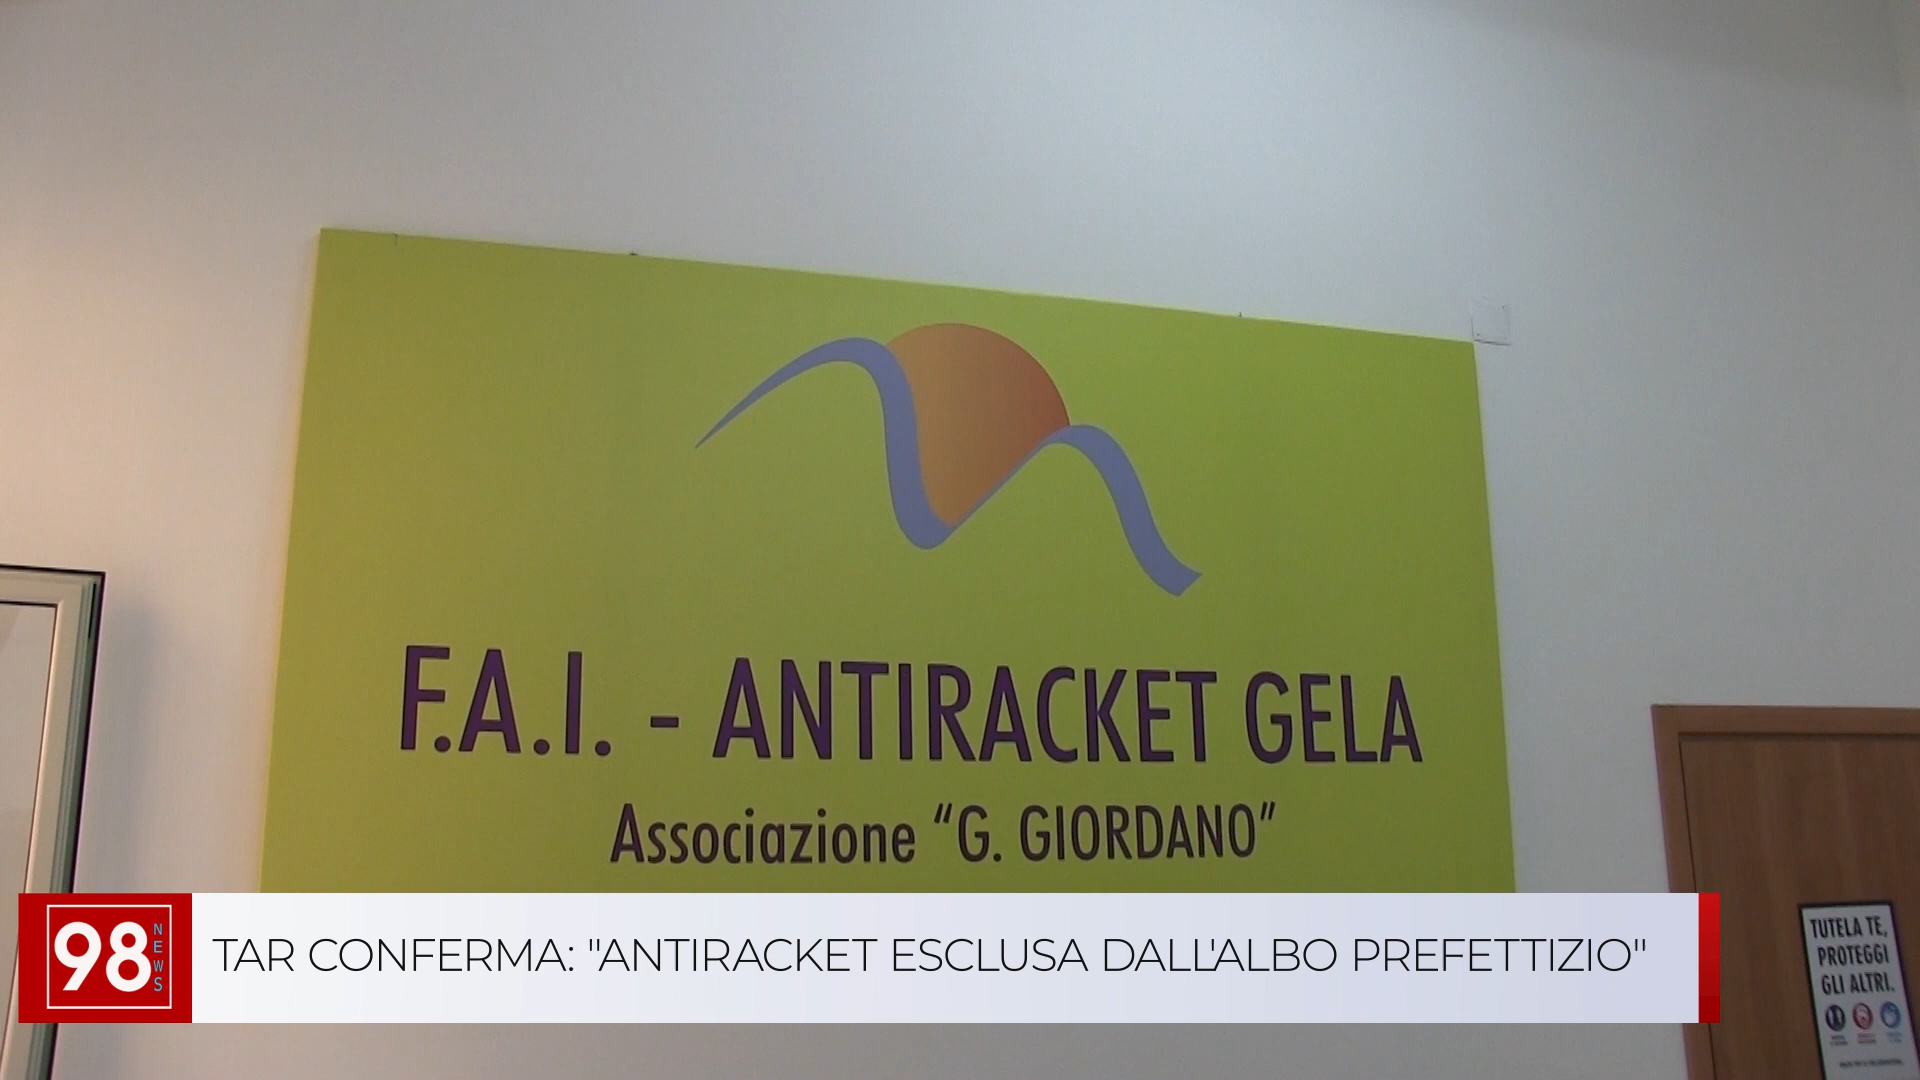 F.A.I. - ANTIRACKET GELA
Associazione “G. GIORDANO”
98
NEWS
TAR CONFERMA: "ANTIRACKET ESCLUSA DALL'ALBO PREFETTIZIO"
TUTELA TE,
PROTEGGI
GLI ALTRI.